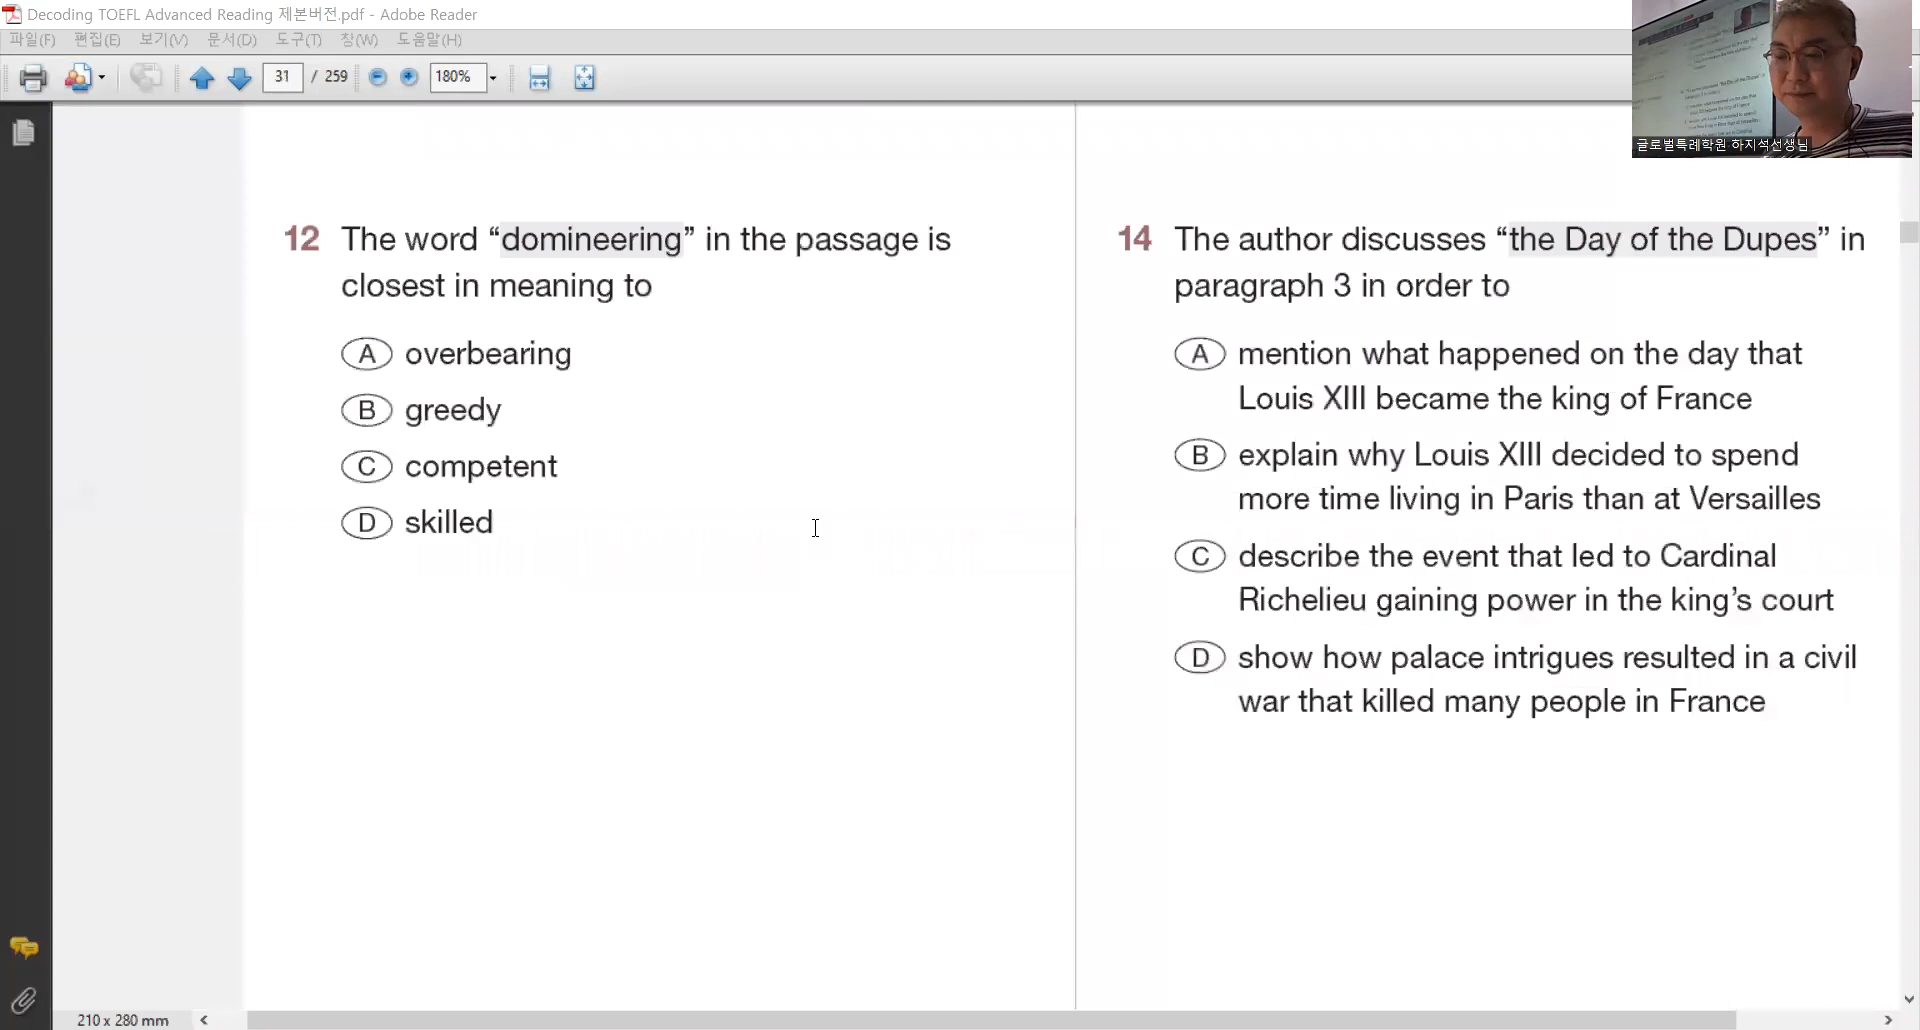 Decoding TOEFL Advanced Reading 제본버전.pdf - Adobe Reader
파일(F) 편집(E) 보기(V) 문서(D) 도구(T) 창(W) 도움말(H)
31 / 259 180%
글로벌특례학원 하지석선생님
12 The word “domineering” in the passage is
closest in meaning to
A overbearing
B greedy
C competent
D skilled
14 The author discusses “the Day of the Dupes” in
paragraph 3 in order to
A mention what happened on the day that
Louis XIII became the king of France
B explain why Louis XIII decided to spend
more time living in Paris than at Versailles
C describe the event that led to Cardinal
Richelieu gaining power in the king’s court
D show how palace intrigues resulted in a civil
war that killed many people in France
210 x 280 mm